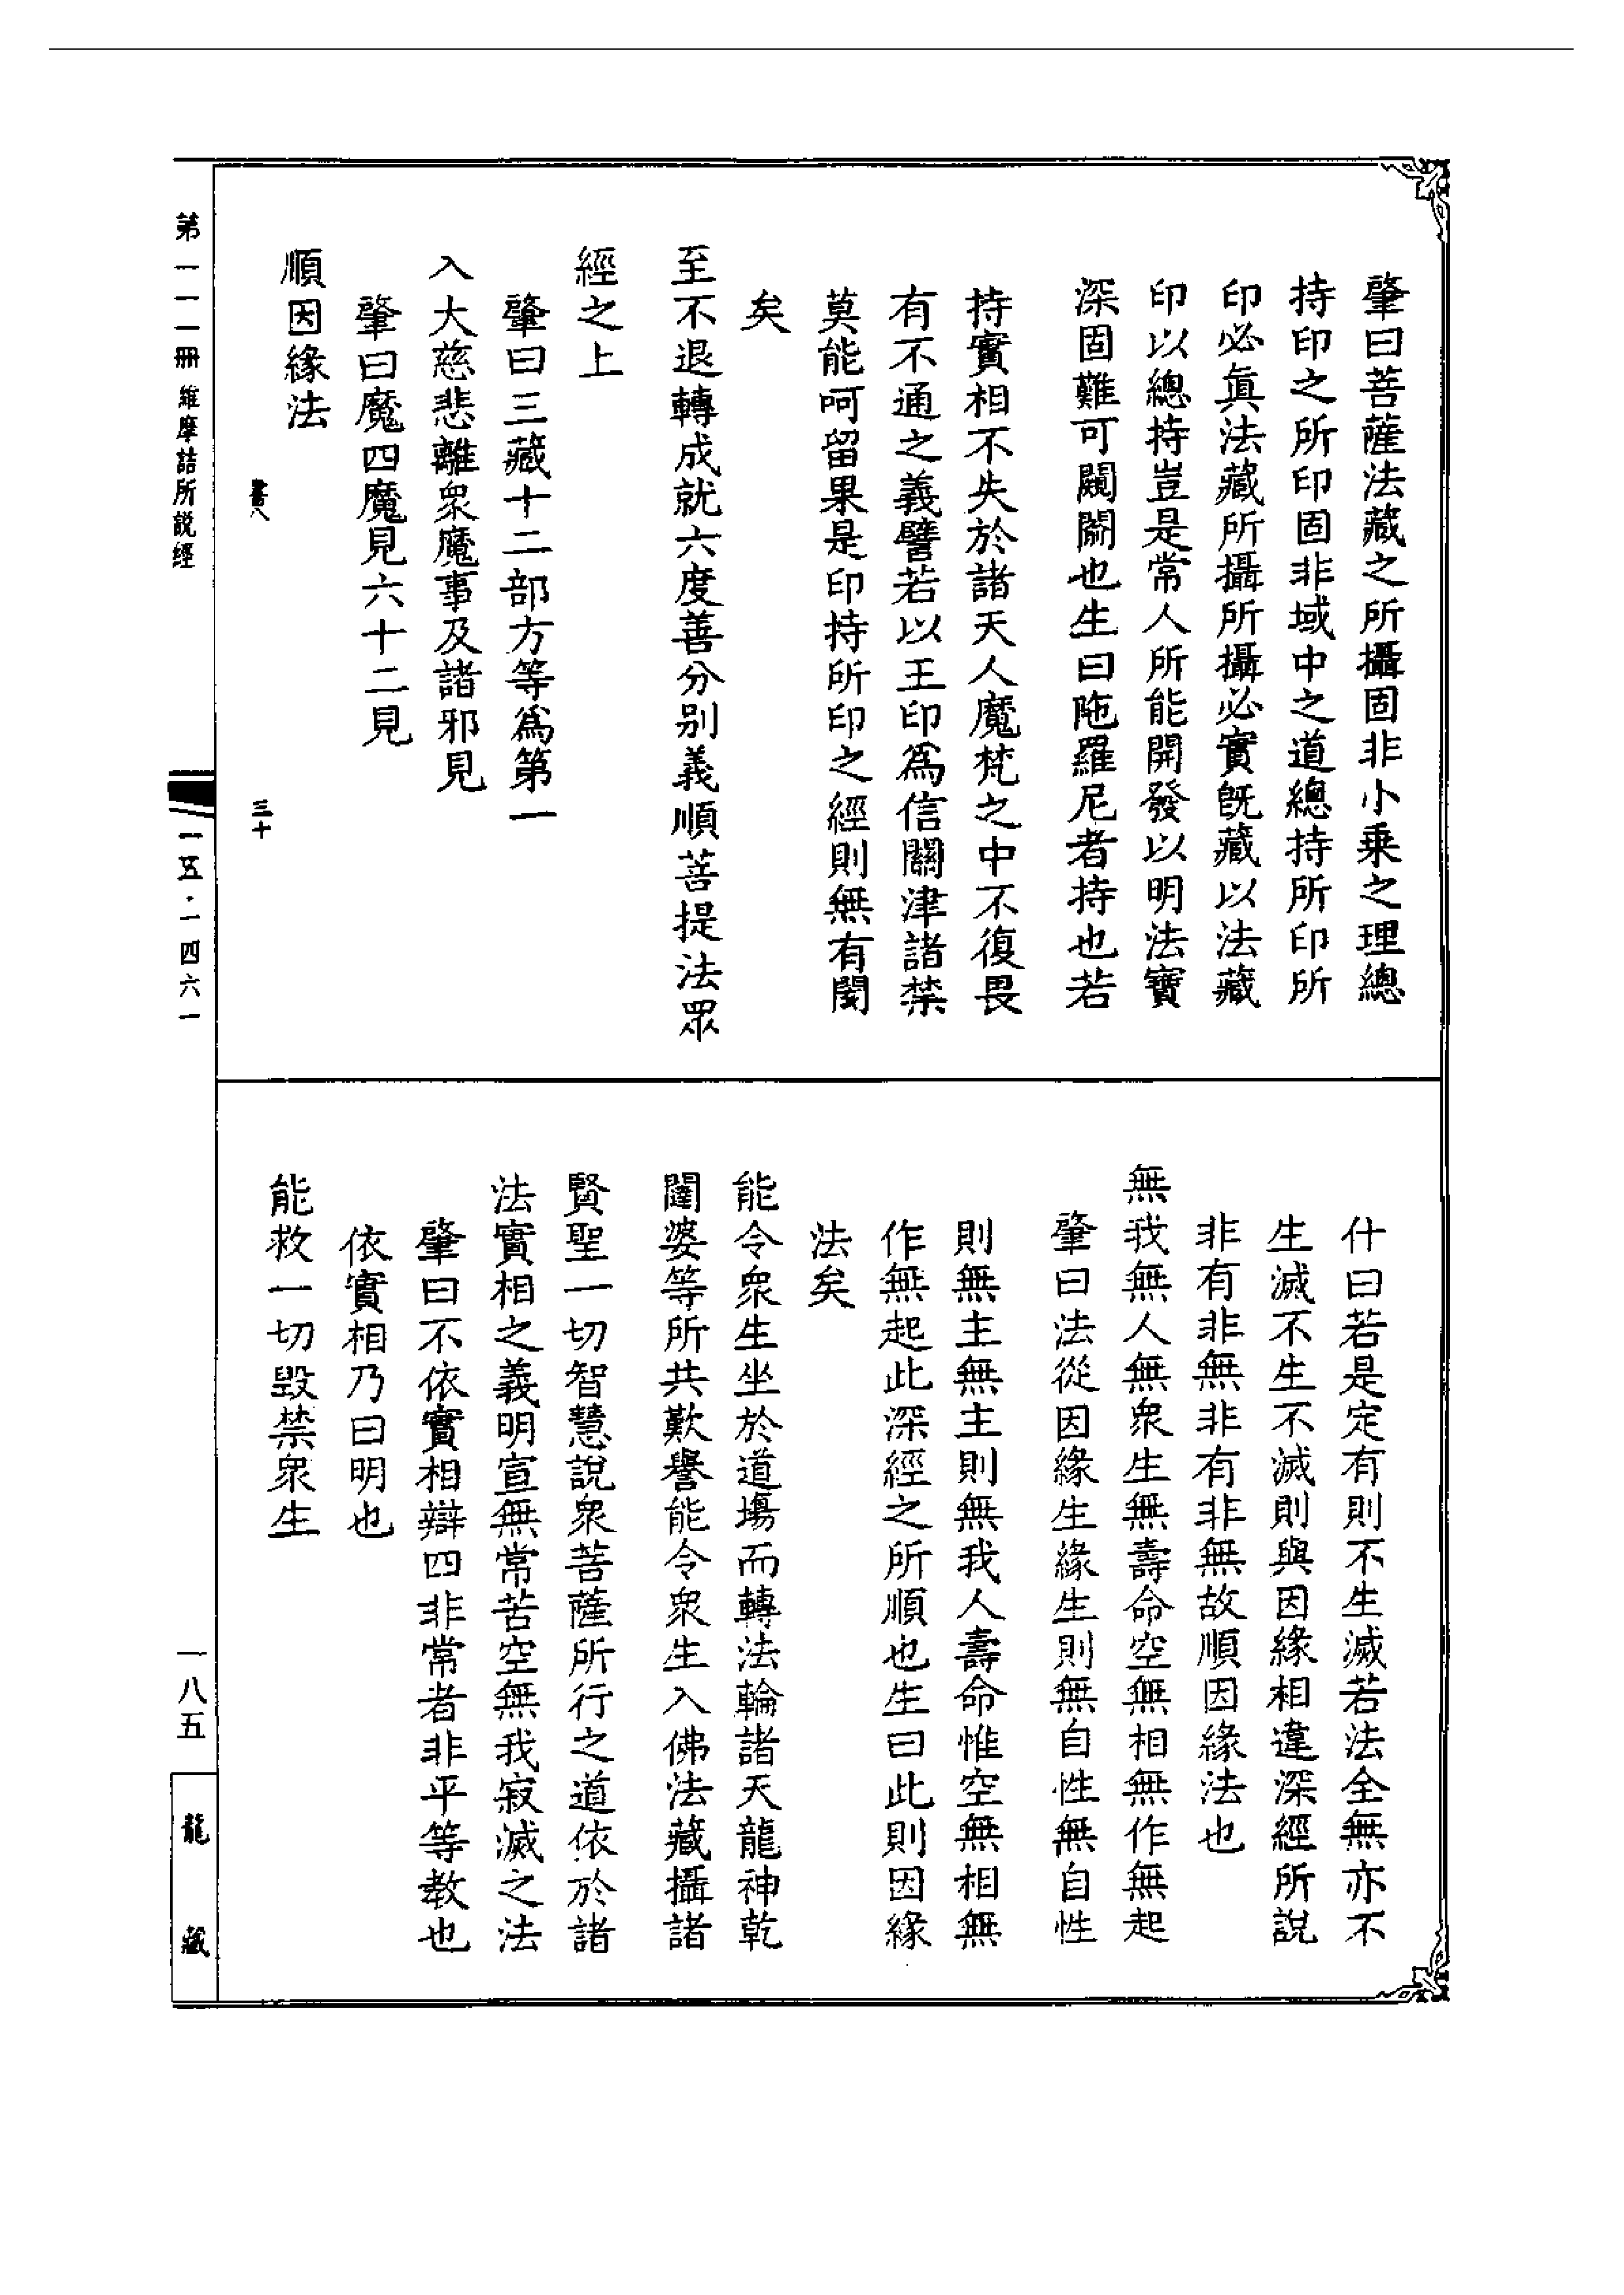 肇曰菩薩法藏之所攝固非小乗之理總
持印之所印固非域中之道總持所印所
印必眞法藏所攝所攝必實旣藏以法藏
印以總持豈是常人所能開發以明法寶
深固難可闚𨵗也生曰陁羅尼者持也若
持實相不失於諸天人魔梵之中不復畏
有不通之義譬若以王印爲信關津諸禁
莫能呵留果是印持所印之經則無有閡
矣
至不退轉成就六度善分别義順菩提法眾
經之上
肇曰三藏十二部方等爲第一
入大慈悲離衆魔事及諸邪見
肇曰魔四魔見六十二見
順因緣法
三十
什曰若是定有則不生滅若法全無亦不
生滅不生不滅則與因緣相違深經所說
非有非無非有非無故順因緣法也
無我無人無衆生無壽命空無相無作無起
肇曰法從因緣生緣生則無自性無自性
則無主無主則無我人壽命惟空無相無
作無起此深經之所順也生曰此則因緣
法矣
能令衆生坐於道場而轉法輪諸天龍神乾
闥婆等所共歎譽能令衆生入佛法藏攝諸
賢聖一切智慧說衆菩薩所行之道依於諸
法實相之義明宣無常苦空無我寂滅之法
肇曰不依實相辯四非常者非平等教也
依實相乃曰明也
能救一切毀禁衆生
第一一一册 維摩詰所説經
一五·一四六一
一八五
龍藏